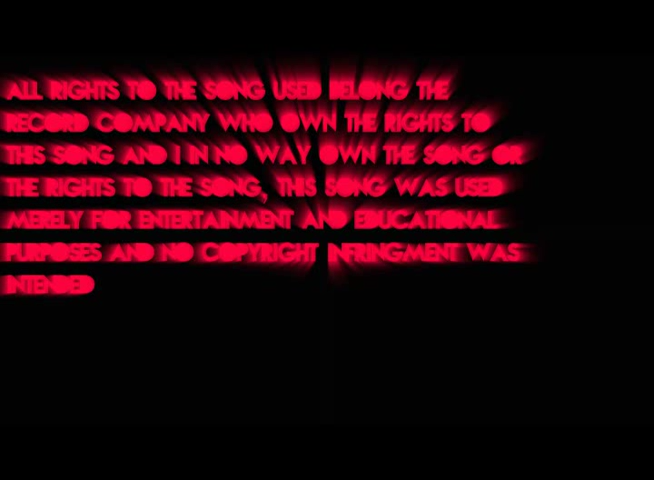 ALL RIGHTS TO THE SONG USED BELONG THE
RECORD COMPANY WHO OWN THE RIGHTS TO
THIS SONG AND I IN NO WAY OWN THE SONG OR
THE RIGHTS TO THE SONG, THIS SONG WAS USED
MERELY FOR ENTERTAINMENT AND EDUCATIONAL
PURPOSES AND NO COPYRIGHT INFRINGMENT WAS
INTENDED